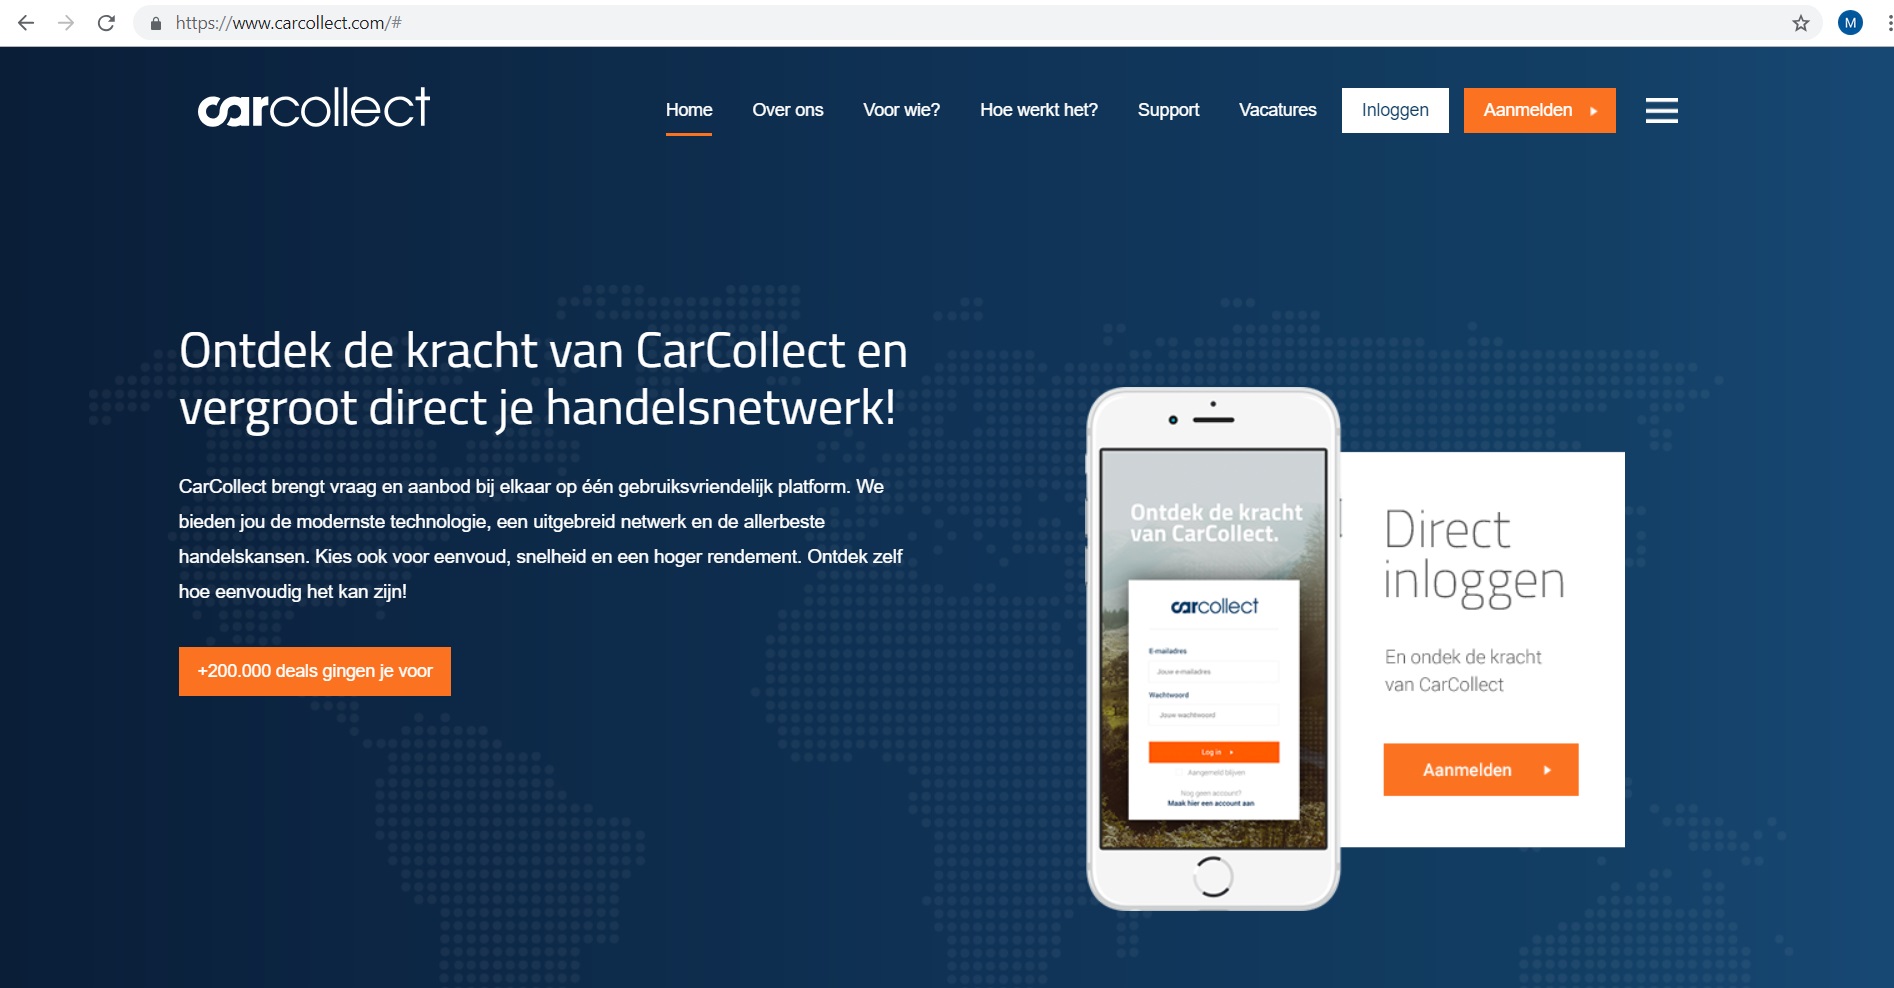 https://www.carcollect.com/#
M
carcollect
Home
Over ons
Voor wie?
Hoe werkt het?
Support
Vacatures
Inloggen
Aanmelden
Ontdek de kracht van CarCollect en
vergroot direct je handelsnetwerk!
CarCollect brengt vraag en aanbod bij elkaar op één gebruiksvriendelijk platform. We
bieden jou de modernste technologie, een uitgebreid netwerk en de allerbeste
handelskansen. Kies ook voor eenvoud, snelheid en een hoger rendement. Ontdek zelf
hoe eenvoudig het kan zijn!
+200.000 deals gingen je voor
Ontdek de kracht
van CarCollect.
carcollect
E-mailadres
Jouw e-mailadres
Wachtwoord
Jouw wachtwoord
Log in
Aangemeld blijven
Nog geen account?
Maak hier een account aan
Direct
inloggen
En ondek de kracht
van CarCollect
Aanmelden